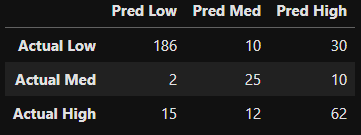 Pred Low Pred Med Pred High
Actual Low 186 10 30
Actual Med 2 25 10
Actual High 15 12 62